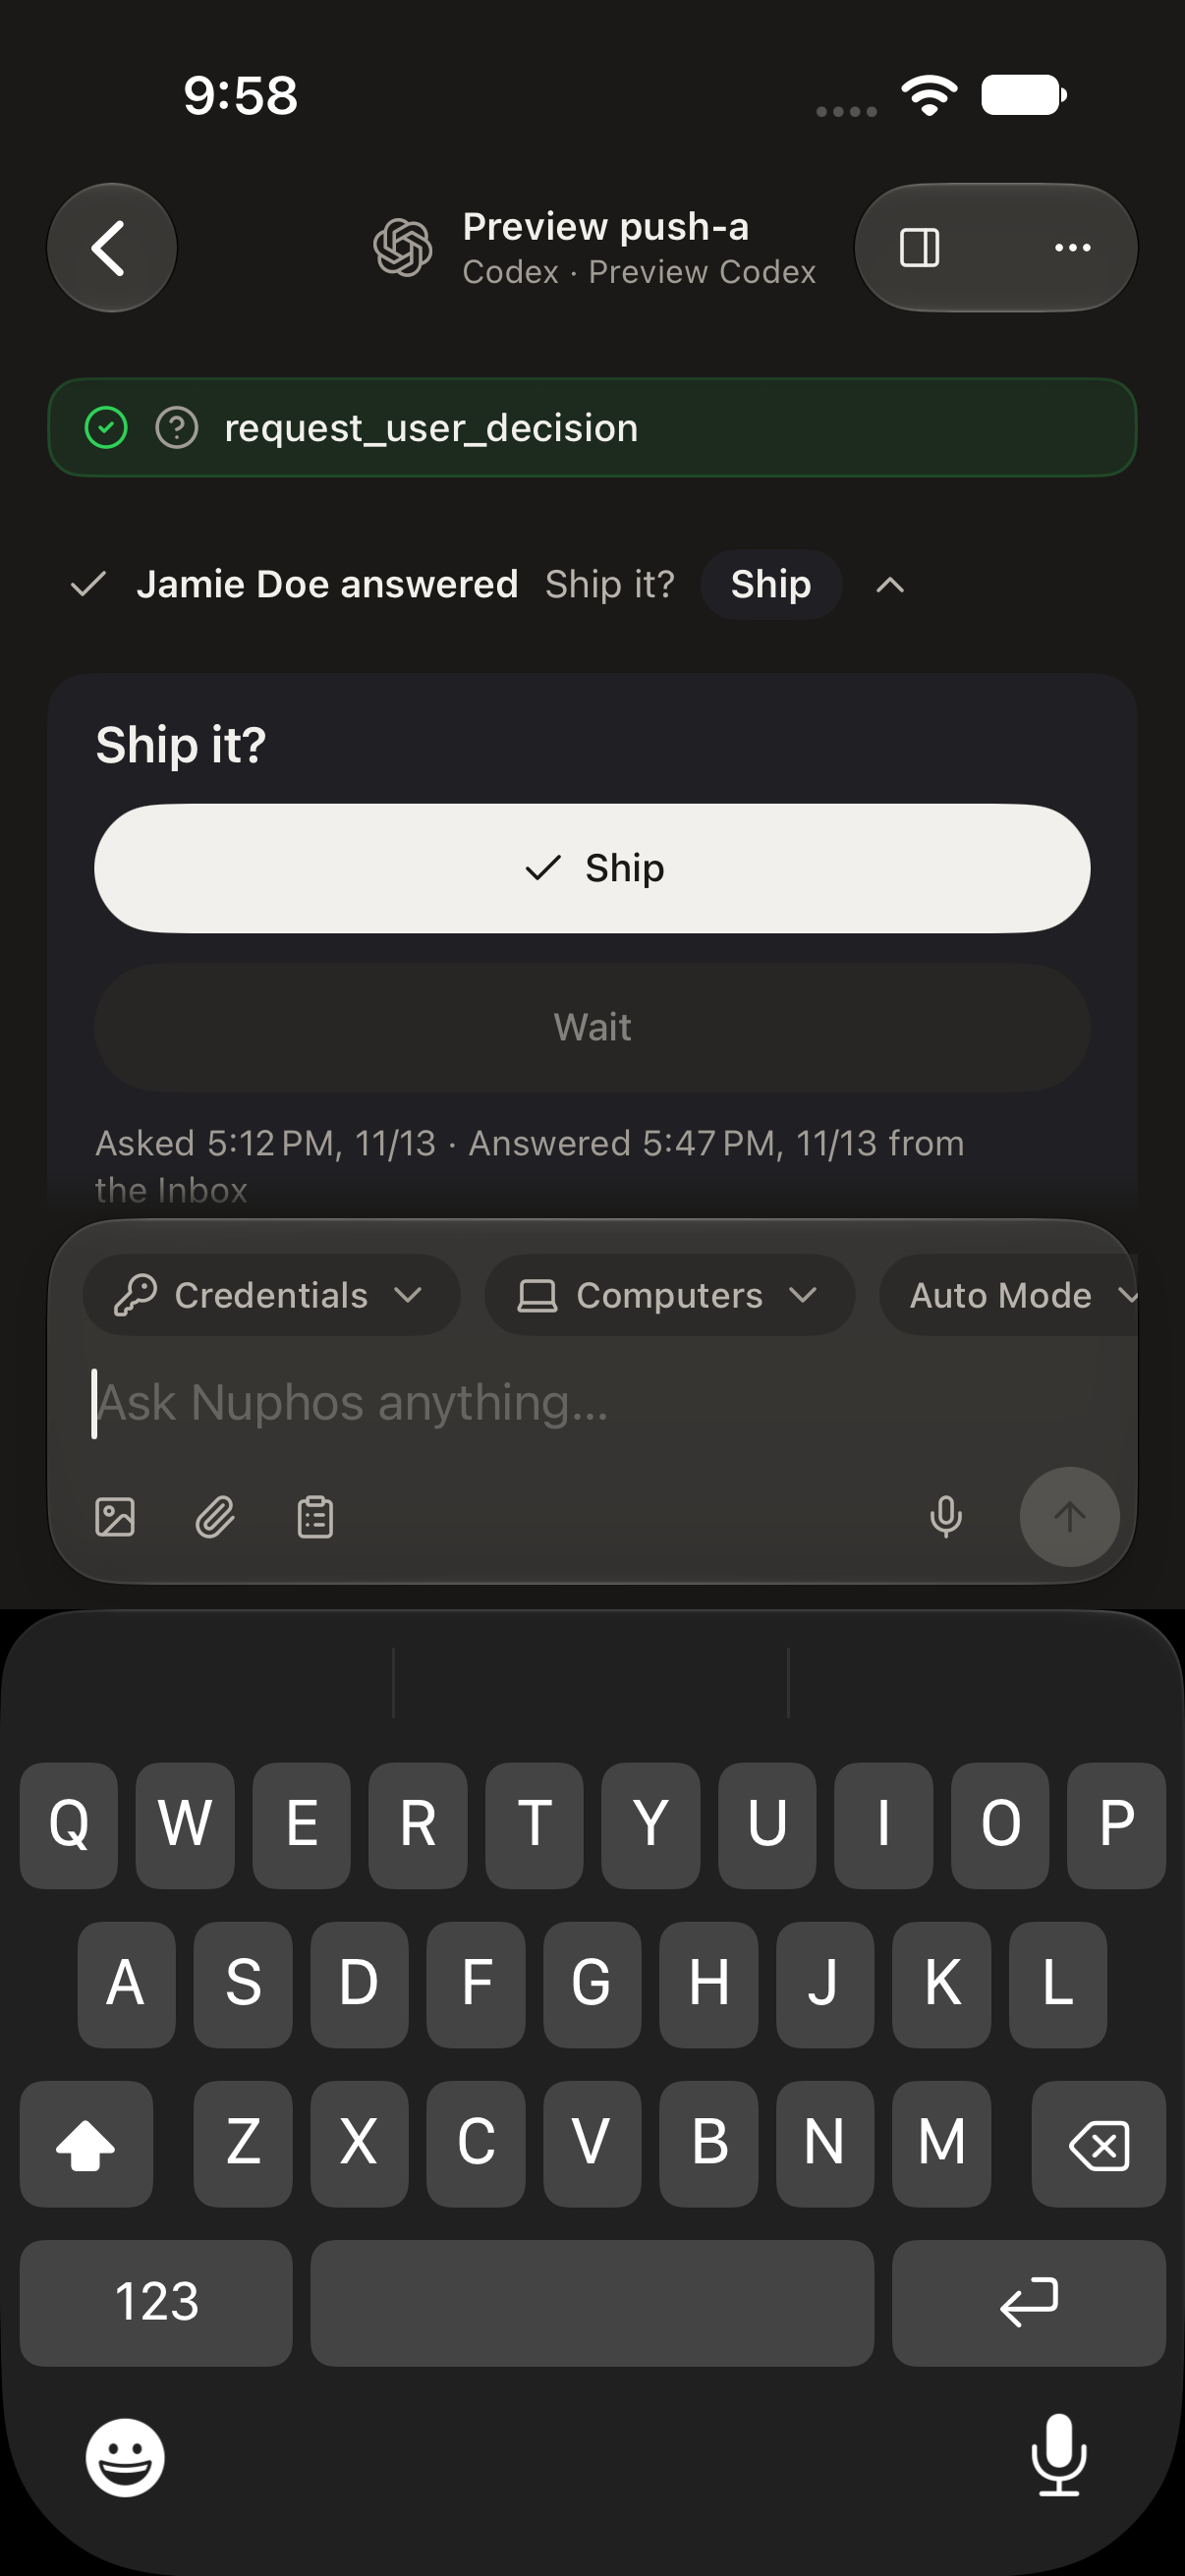 9:58
Preview push-a
Codex · Preview Codex
request_user_decision
Jamie Doe answered Ship it? Ship
Ship it?
Ship
Wait
Asked 5:12 PM, 11/13 · Answered 5:47 PM, 11/13 from
the Inbox
Credentials Computers Auto Mode
Ask Nuphos anything...
Q W E R T Y U I O P
A S D F G H J K L
Z X C V B N M
123